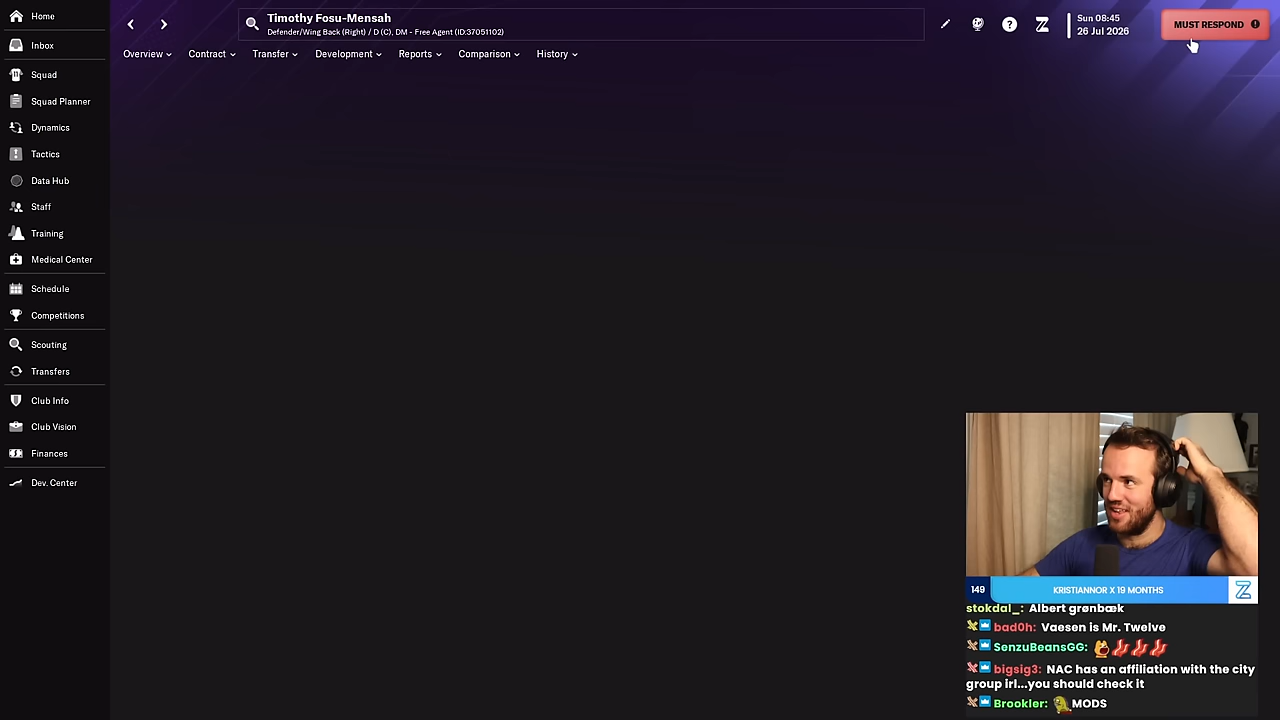 Timothy Fosu-Mensah
Defender/Wing Back (Right) / D (C), DM - Free Agent (ID:37051102)
Sun 08:45
26 Jul 2026
MUST RESPOND
Overview
Contract
Transfer
Development
Reports
Comparison
History
Home
Inbox
Squad
Squad Planner
Dynamics
Tactics
Data Hub
Staff
Training
Medical Center
Schedule
Competitions
Scouting
Transfers
Club Info
Club Vision
Finances
Dev. Center
149 KRISTIANNOR X 19 MONTHS
stokdal_: Albert grønbæk
bad0h: Vaesen is Mr. Twelve
SenzuBeansGG:
bigsig3: NAC has an affiliation with the city
group irl...you should check it
Brookler: MODS